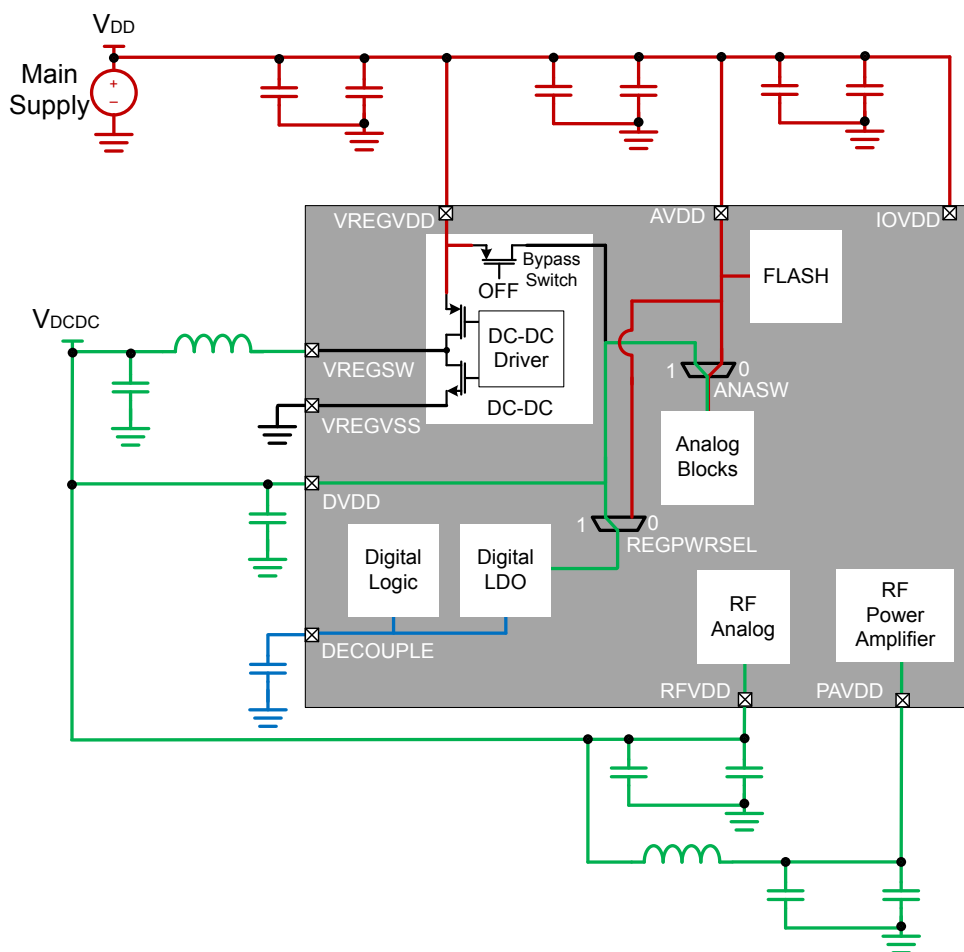 VDD
Main
Supply
+
−
VREGVDD
AVDD
IOVDD
Bypass
Switch
OFF
FLASH
VDCDC
DC-DC
Driver
VREGSW
DC-DC
1
0
ANASW
VREGVSS
Analog
Blocks
DVDD
1
0
REGPWRSEL
Digital
Logic
Digital
LDO
RF
Analog
RF
Power
Amplifier
DECOUPLE
RFVDD
PAVDD